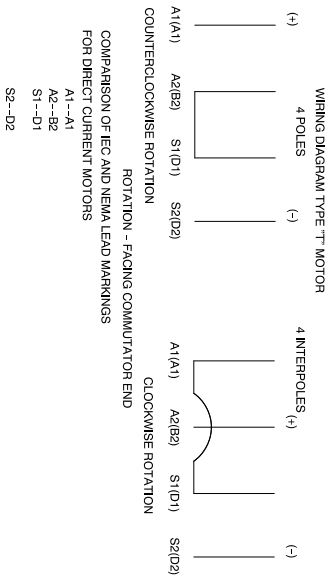 WIRING DIAGRAM TYPE "T" MOTOR
4 POLES
4 INTERPOLES
(+)
(-)
(+)
(-)
A1(A1)
A2(B2)
S1(D1)
S2(D2)
A1(A1)
A2(B2)
S1(D1)
S2(D2)
COUNTERCLOCKWISE ROTATION
CLOCKWISE ROTATION
ROTATION - FACING COMMUTATOR END
COMPARISON OF IEC AND NEMA LEAD MARKINGS
FOR DIRECT CURRENT MOTORS
A1--A1
A2--B2
S1--D1
S2--D2